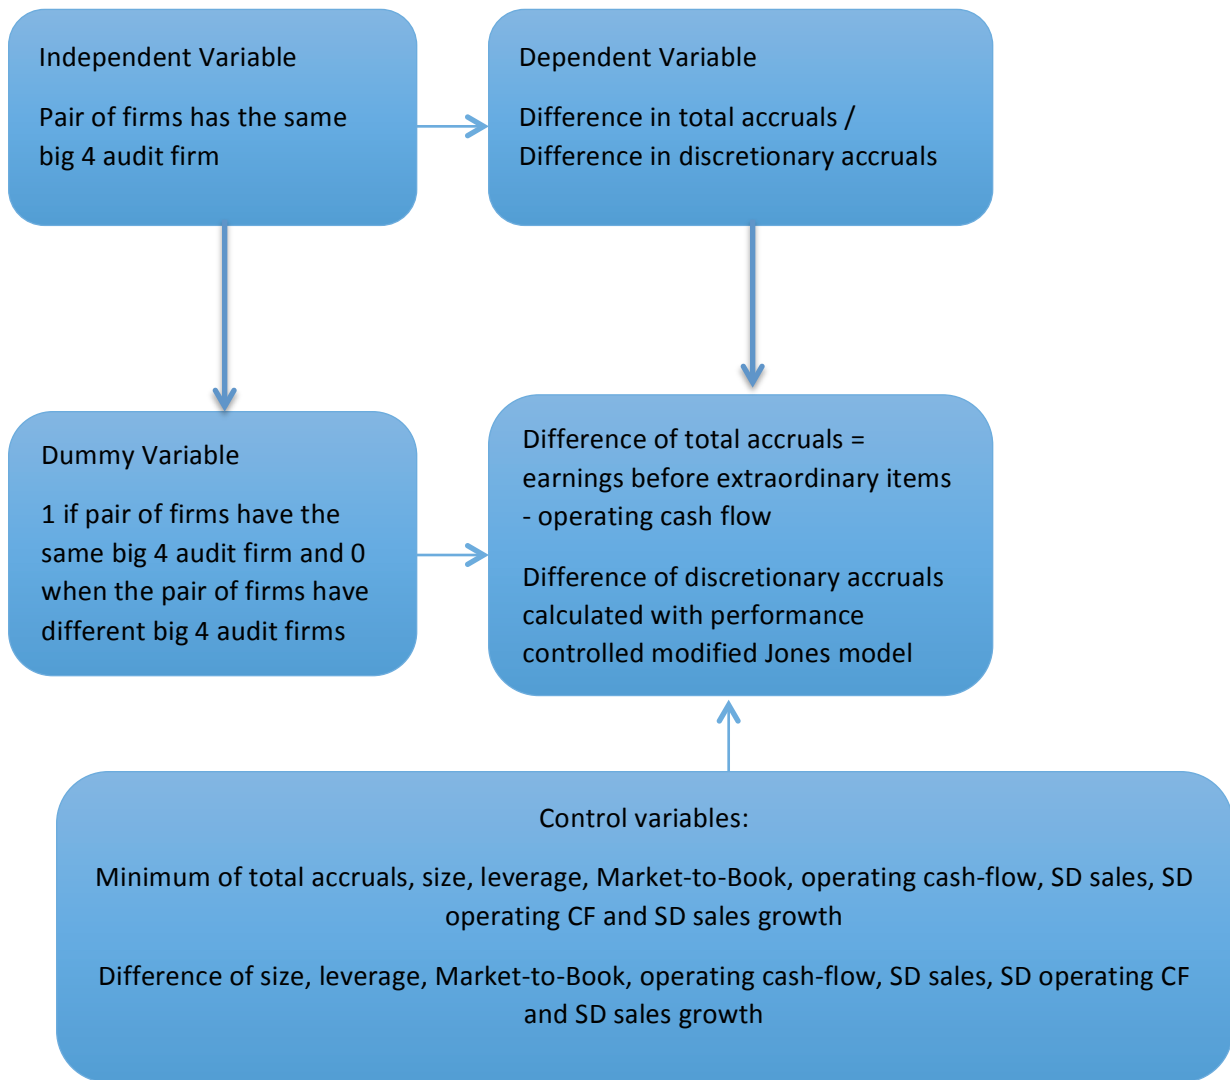 Independent Variable
Pair of firms has the same
big 4 audit firm
Dependent Variable
Difference in total accruals /
Difference in discretionary accruals
Dummy Variable
1 if pair of firms have the
same big 4 audit firm and 0
when the pair of firms have
different big 4 audit firms
Difference of total accruals =
earnings before extraordinary items
- operating cash flow
Difference of discretionary accruals
calculated with performance
controlled modified Jones model
Control variables:
Minimum of total accruals, size, leverage, Market-to-Book, operating cash-flow, SD sales, SD
operating CF and SD sales growth
Difference of size, leverage, Market-to-Book, operating cash-flow, SD sales, SD operating CF
and SD sales growth